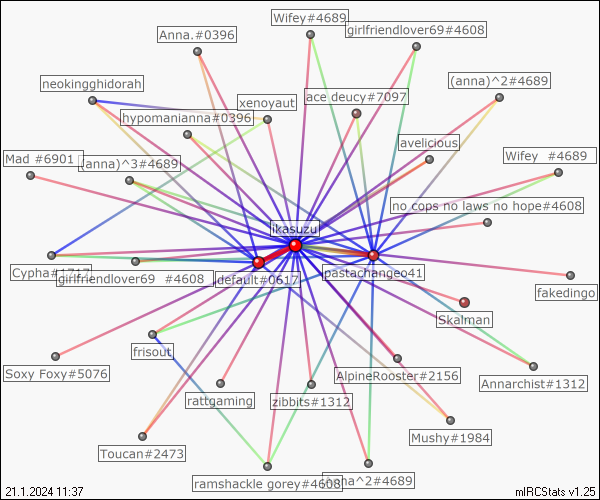 Wifey#4689
girlfriendlover69#4608
Anna.#0396
neokingghidorah
xenoyaut
ace deucy#7097
(anna)^2#4689
hypomanianna#0396
avelicious
Mad #6901
(anna)^3#4689
Wifey #4689
no cops no laws no hope#4608
ikasuzu
Cypha#1717
girlfriendlover69 #4608
default#0617
pastachangeo41
fakedingo
Skalman
frisout
Soxy Foxy#5076
AlpineRooster#2156
Annarchist#1312
rattgaming
zibbits#1312
Mushy#1984
Toucan#2473
ramshackle gorey#4608
^2#4689
21.1.2024 11:37
mIRCStats v1.25